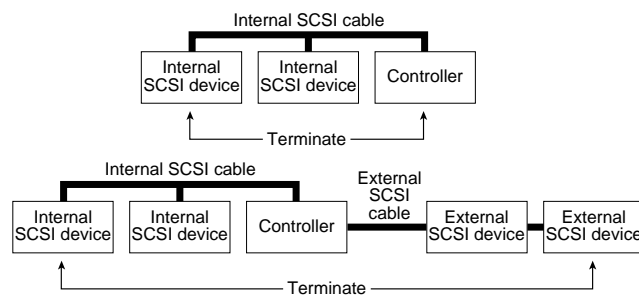 Internal SCSI cable
Internal
SCSI device
Internal
SCSI device
Controller
Terminate
Internal SCSI cable
External
SCSI
cable
Internal
SCSI device
Internal
SCSI device
Controller
External
SCSI device
External
SCSI device
Terminate